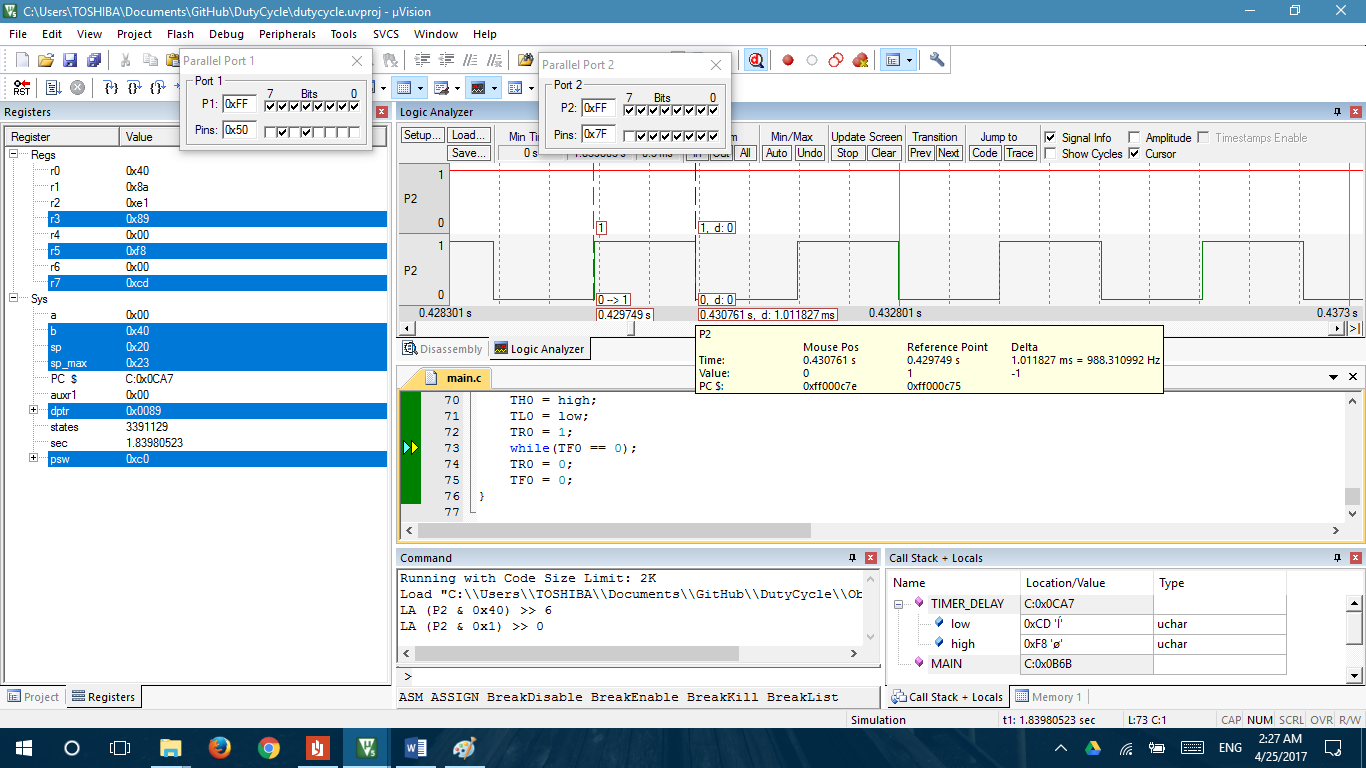 C:\Users\TOSHIBA\Documents\GitHub\DutyCycle\dutycycle.uvproj - µVision
File Edit View Project Flash Debug Peripherals Tools SVCS Window Help
Parallel Port 1
Port 1
7 Bits 0
P1: 0xFF
Pins: 0x50
Parallel Port 2
Port 2
7 Bits 0
P2: 0xFF
Pins: 0x7F
RST
Registers
Register Value
Regs
r0 0x40
r1 0x8a
r2 0xe1
r3 0x89
r4 0x00
r5 0xf8
r6 0x00
r7 0xcd
Sys
a 0x00
b 0x40
sp 0x20
sp_max 0x23
PC $ C:0x0CA7
auxr1 0x00
dptr 0x0089
states 3391129
sec 1.83980523
psw 0xc0
Project Registers
Logic Analyzer
Setup... Load... Min/Max Update Screen Transition Jump to Signal Info Amplitude Timestamps Enable
Save... 0 s All Auto Undo Stop Clear Prev Next Code Trace Show Cycles Cursor
1
P2
0
1 1, d: 0
1
P2
0
0 --> 1 0, d: 0
0.428301 s 0.429749 s 0.430761 s, d: 1.011827 ms 0.432801 s 0.4373 s
Disassembly Logic Analyzer
P2
Mouse Pos Reference Point Delta
Time: 0.430761 s 0.429749 s 1.011827 ms = 988.310992 Hz
Value: 0 1 -1
PC $: 0xff000c7e 0xff000c75
main.c
70 TH0 = high;
71 TL0 = low;
72 TR0 = 1;
73 while(TF0 == 0);
74 TR0 = 0;
75 TF0 = 0;
76 }
77
Command
Running with Code Size Limit: 2K
Load "C:\\Users\\TOSHIBA\\Documents\\GitHub\\DutyCycle\\Ob
LA (P2 & 0x40) >> 6
LA (P2 & 0x1) >> 0
>
ASM ASSIGN BreakDisable BreakEnable BreakKill BreakList
Call Stack + Locals
Name Location/Value Type
TIMER_DELAY C:0x0CA7
low 0xCD 'Í' uchar
high 0xF8 'ø' uchar
MAIN C:0x0B6B
Call Stack + Locals Memory 1
Simulation t1: 1.83980523 sec L:73 C:1 CAP NUM SCRL OVR R/W
ENG 2:27 AM
4/25/2017